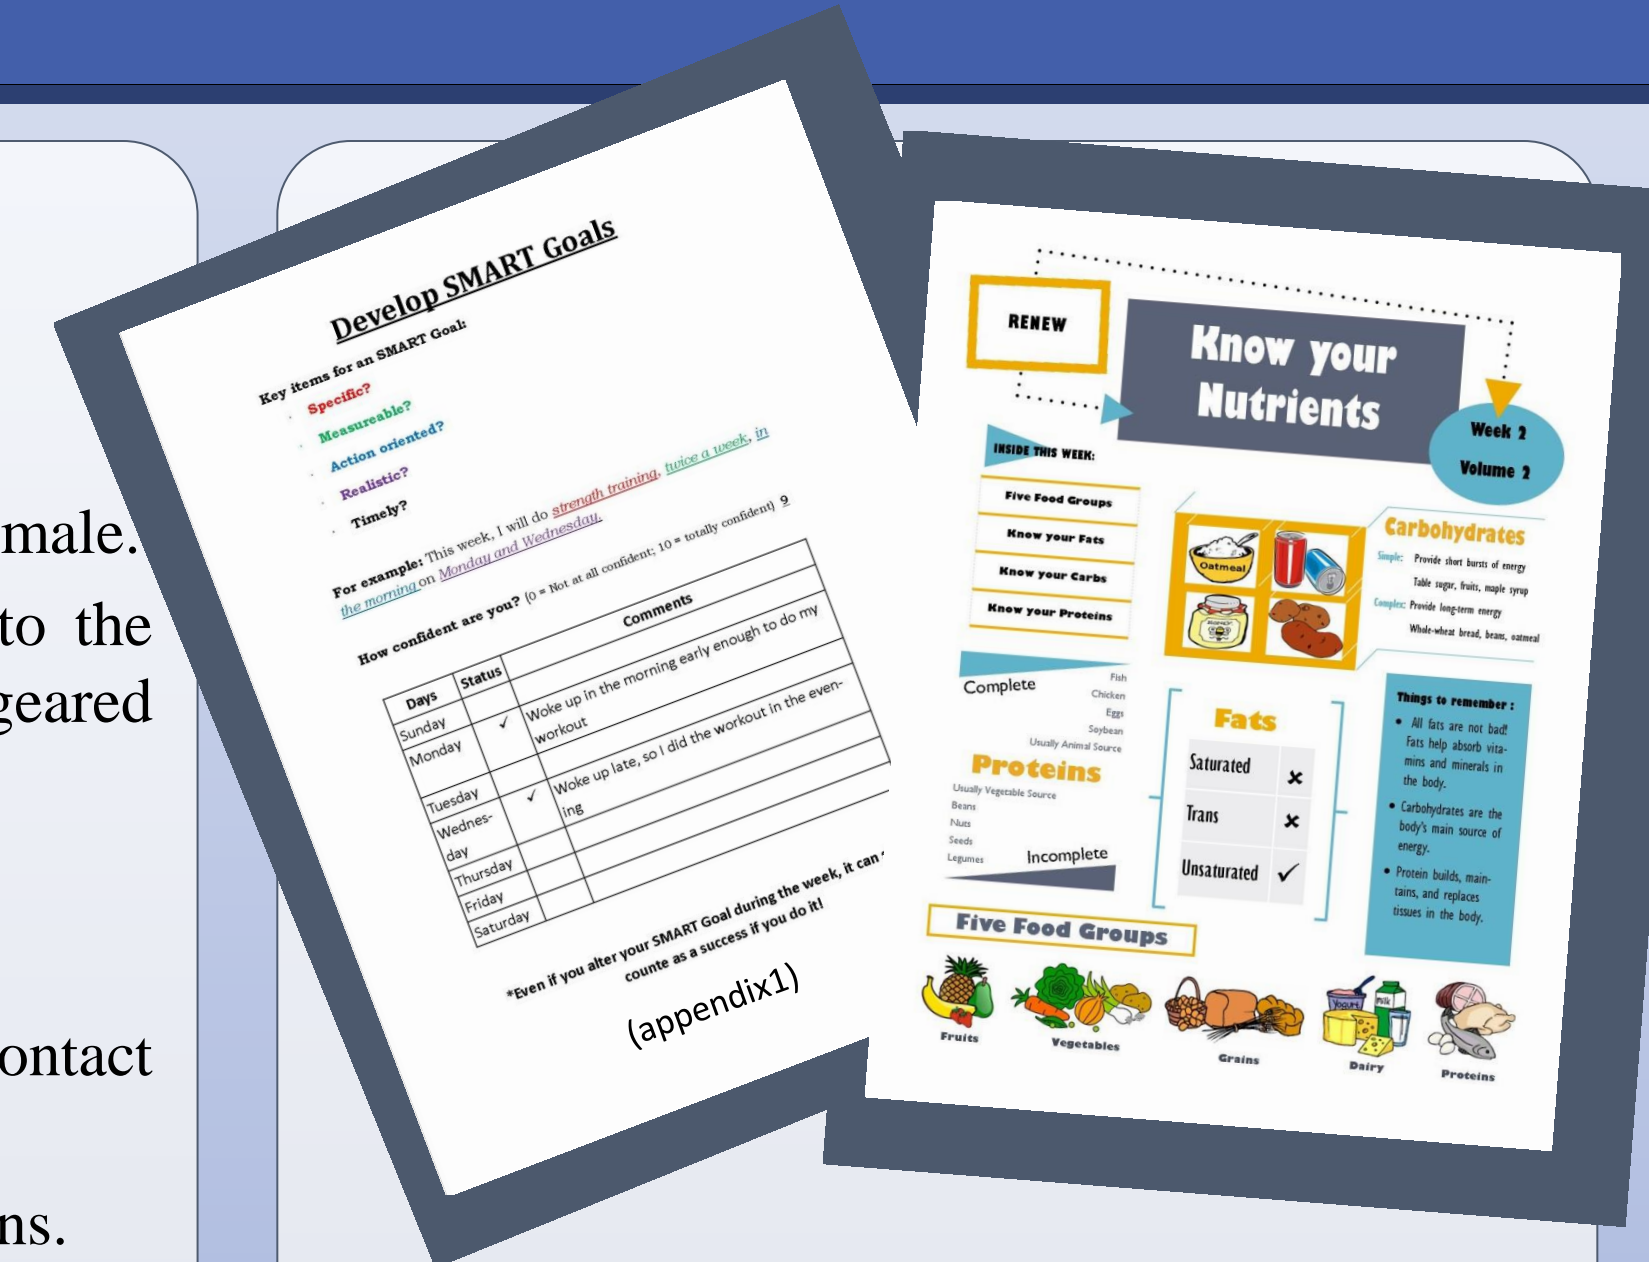 male.
to the
geared
ontact
ns.
Develop SMART Goals
Key items for an SMART Goal:
Specific?
Measureable?
Action oriented?
Realistic?
Timely?
For example: This week, I will do strength training, twice a week, in
the morning on Monday and Wednesday.
How confident are you? (0 = Not at all confident; 10 = totally confident) 9
Days Status Comments
Sunday
Monday ✓ Woke up in the morning early enough to do my
workout
Tuesday
Wednes- ✓ Woke up late, so I did the workout in the even-
day ing
Thursday
Friday
Saturday
*Even if you alter your SMART Goal during the week, it can
counte as a success if you do it!
(appendix1)
RENEW
Know your
Nutrients
Week 2
Volume 2
INSIDE THIS WEEK:
Five Food Groups
Know your Fats
Know your Carbs
Know your Proteins
Oatmeal
Carbohydrates
Simple: Provide short bursts of energy
Table sugar, fruits, maple syrup
Complex: Provide long-term energy
Whole-wheat bread, beans, oatmeal
Complete
Fish
Chicken
Eggs
Soybean
Usually Animal Source
Proteins
Usually Vegetable Source
Beans
Nuts
Seeds
Legumes
Incomplete
Fats
Saturated ×
Trans ×
Unsaturated ✓
Things to remember :
• All fats are not bad!
Fats help absorb vita-
mins and minerals in
the body.
• Carbohydrates are the
body's main source of
energy.
• Protein builds, main-
tains, and replaces
tissues in the body.
Five Food Groups
Yogurt
milk
Fruits
Vegetables
Grains
Dairy
Proteins